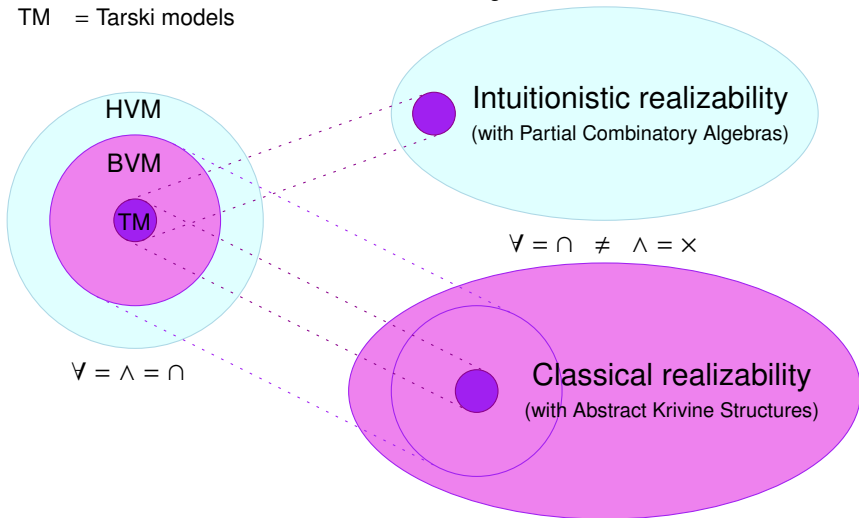 TM = Tarski models
HVM
BVM
TM
∀ = ∧ = ∩
Intuitionistic realizability
(with Partial Combinatory Algebras)
∀ = ∩ ≠ ∧ = ×
Classical realizability
(with Abstract Krivine Structures)